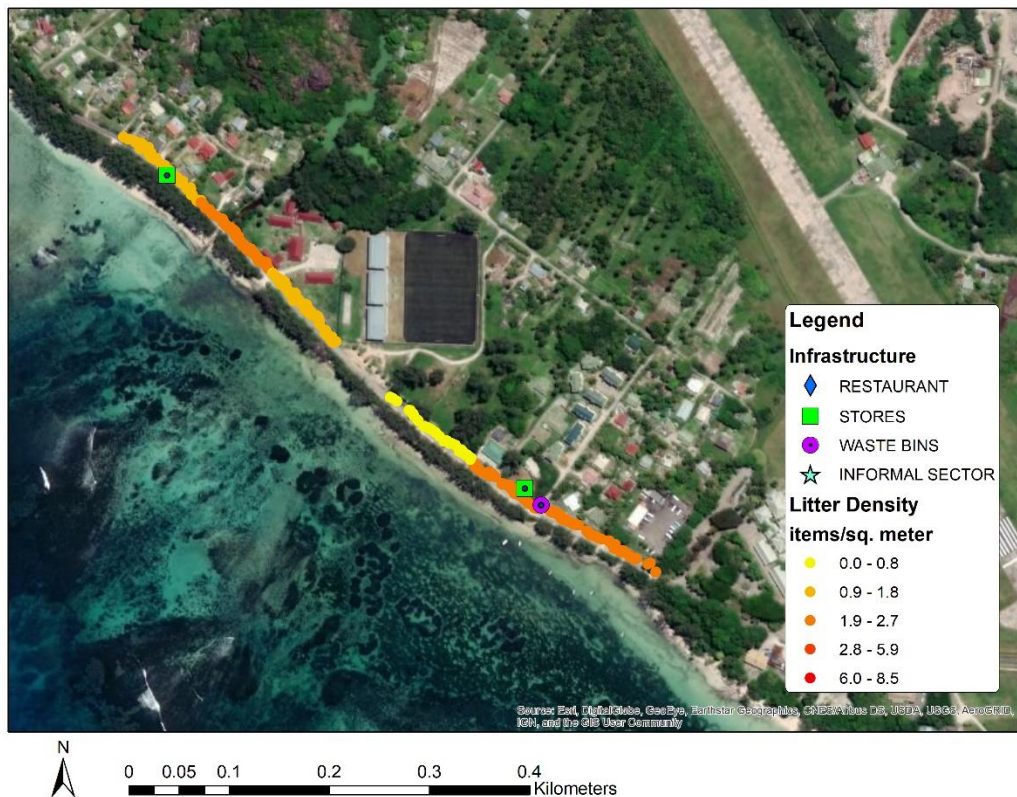 Legend
Infrastructure
RESTAURANT
STORES
WASTE BINS
INFORMAL SECTOR
Litter Density
items/sq. meter
0.0 - 0.8
0.9 - 1.8
1.9 - 2.7
2.8 - 5.9
6.0 - 8.5
Source: Esri, DigitalGlobe, GeoEye, Earthstar Geographics, CNES/Airbus DS, USDA, USGS, AeroGRID,
IGN, and the GIS User Community
N
0 0.05 0.1 0.2 0.3 0.4
Kilometers